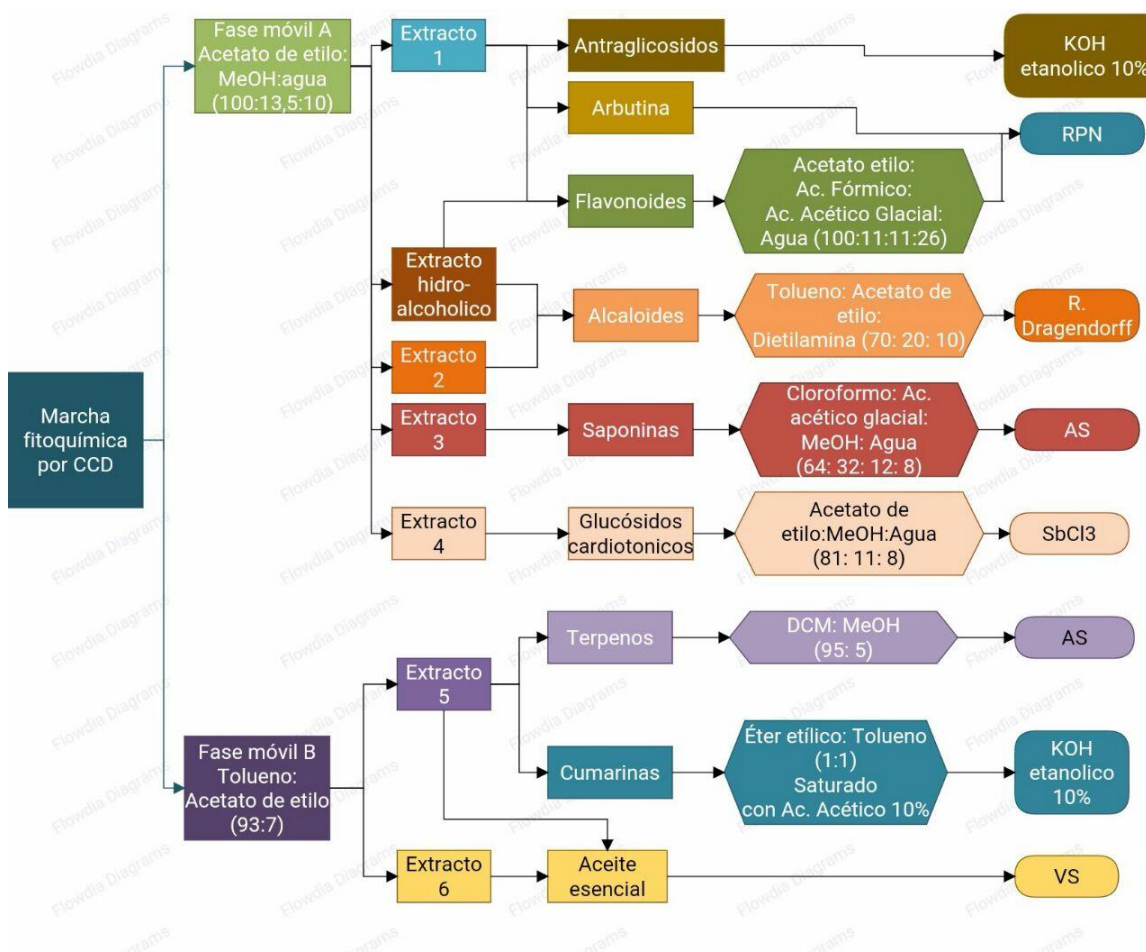 Fase móvil A
Acetato de etilo:
MeOH:agua
(100:13,5:10)
Extracto
1
Antraglicosidos
KOH
etanolico 10%
Arbutina
RPN
Flavonoides
Acetato etilo:
Ac. Fórmico:
Ac. Acético Glacial:
Agua (100:11:11:26)
Extracto
hidro-
alcoholico
Alcaloides
Tolueno: Acetato de
etilo:
Dietilamina (70: 20: 10)
R.
Dragendorff
Extracto
2
Marcha
fitoquímica
por CCD
Extracto
3
Saponinas
Cloroformo: Ac.
acético glacial:
MeOH: Agua
(64: 32: 12: 8)
AS
Extracto
4
Glucósidos
cardiotonicos
Acetato de
etilo:MeOH:Agua
(81: 11: 8)
SbCl3
Terpenos
DCM: MeOH
(95: 5)
AS
Extracto
5
Fase móvil B
Tolueno:
Acetato de etilo
(93:7)
Cumarinas
Éter etílico: Tolueno
(1:1)
Saturado
con Ac. Acético 10%
KOH
etanolico
10%
Extracto
6
Aceite
esencial
VS
Flowdia Diagrams